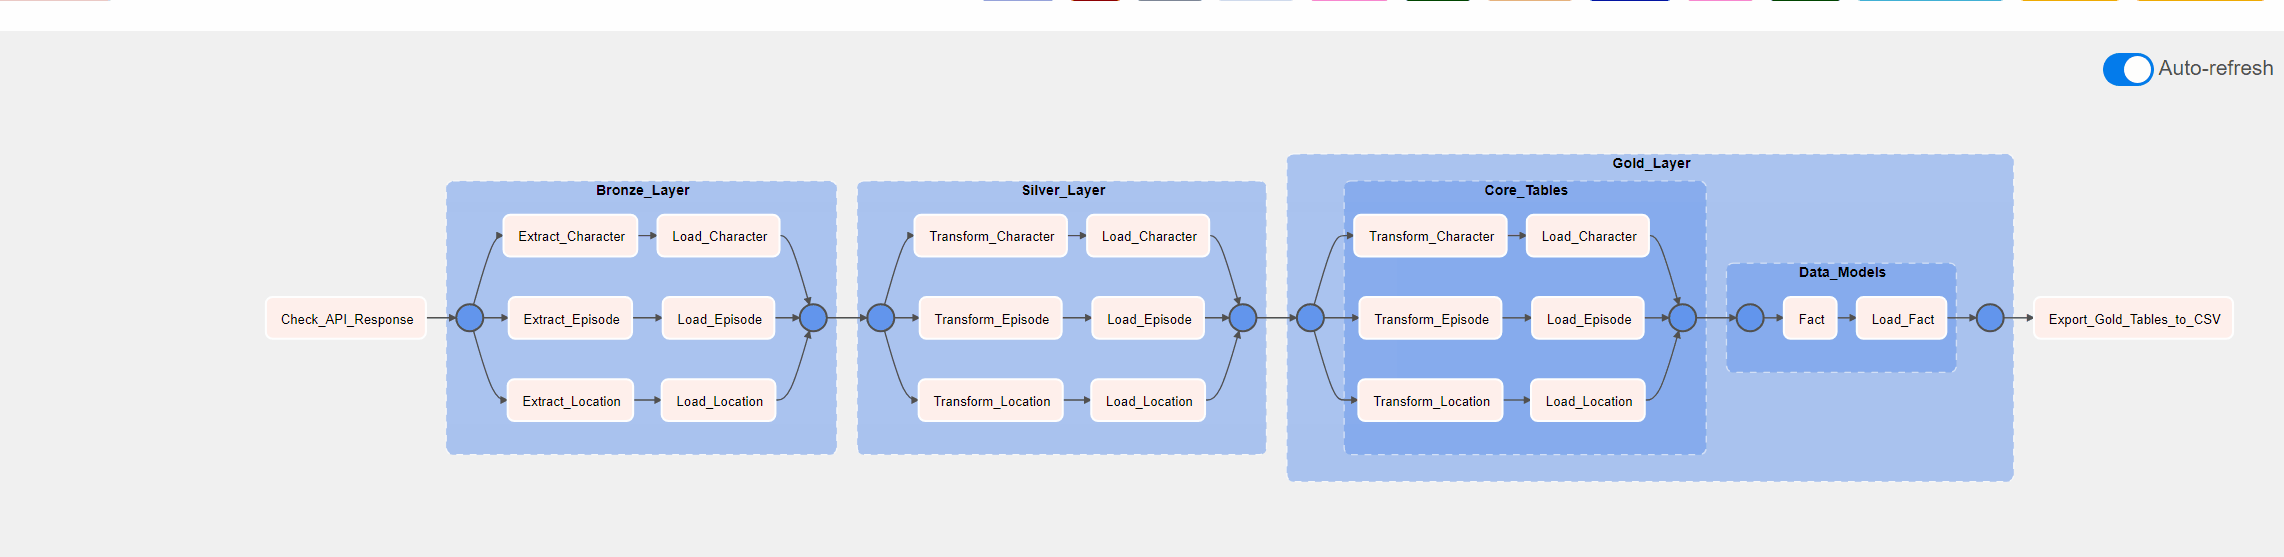 Auto-refresh
Check_API_Response
Bronze_Layer
Extract_Character
Load_Character
Extract_Episode
Load_Episode
Extract_Location
Load_Location
Silver_Layer
Transform_Character
Load_Character
Transform_Episode
Load_Episode
Transform_Location
Load_Location
Gold_Layer
Core_Tables
Transform_Character
Load_Character
Transform_Episode
Load_Episode
Transform_Location
Load_Location
Data_Models
Fact
Load_Fact
Export_Gold_Tables_to_CSV